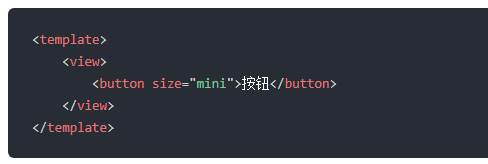 <template>
    <view>
        <button size="mini">按钮</button>
    </view>
</template>